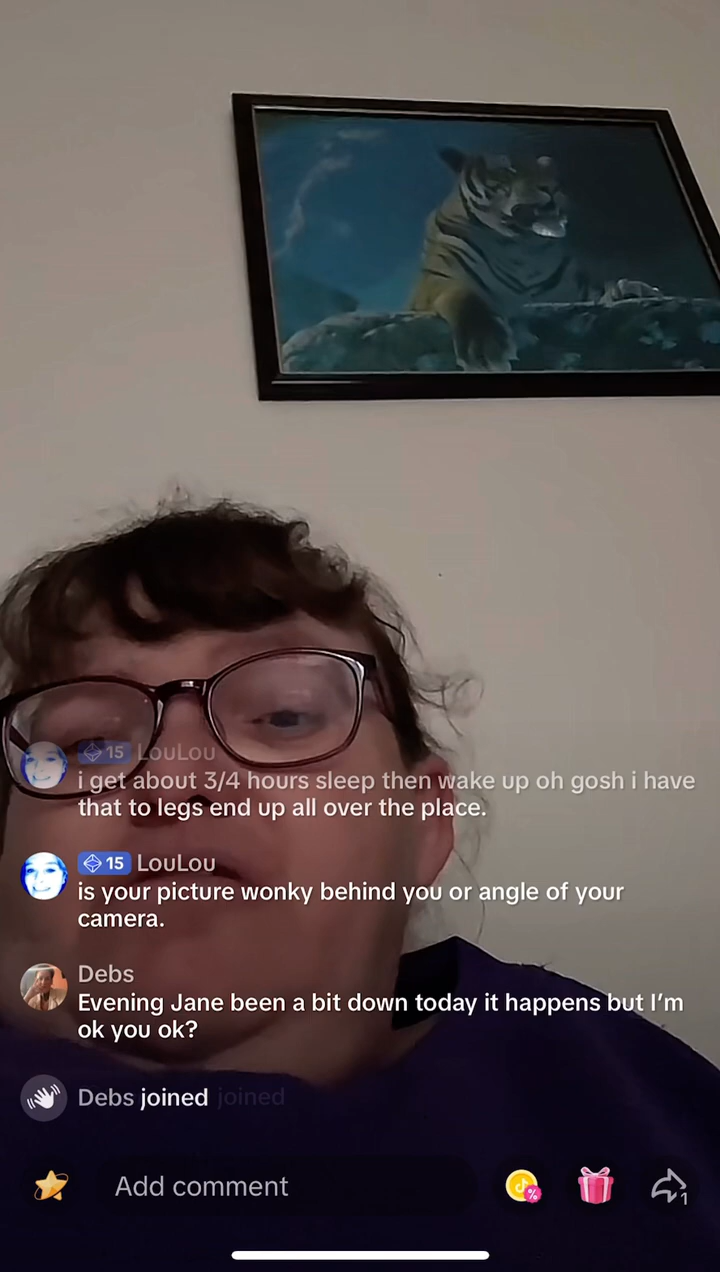 15 LouLou
i get about 3/4 hours sleep then wake up oh gosh i have
that to legs end up all over the place.
15 LouLou
is your picture wonky behind you or angle of your
camera.
Debs
Evening Jane been a bit down today it happens but I'm
ok you ok?
Debs joined joined
Add comment
1